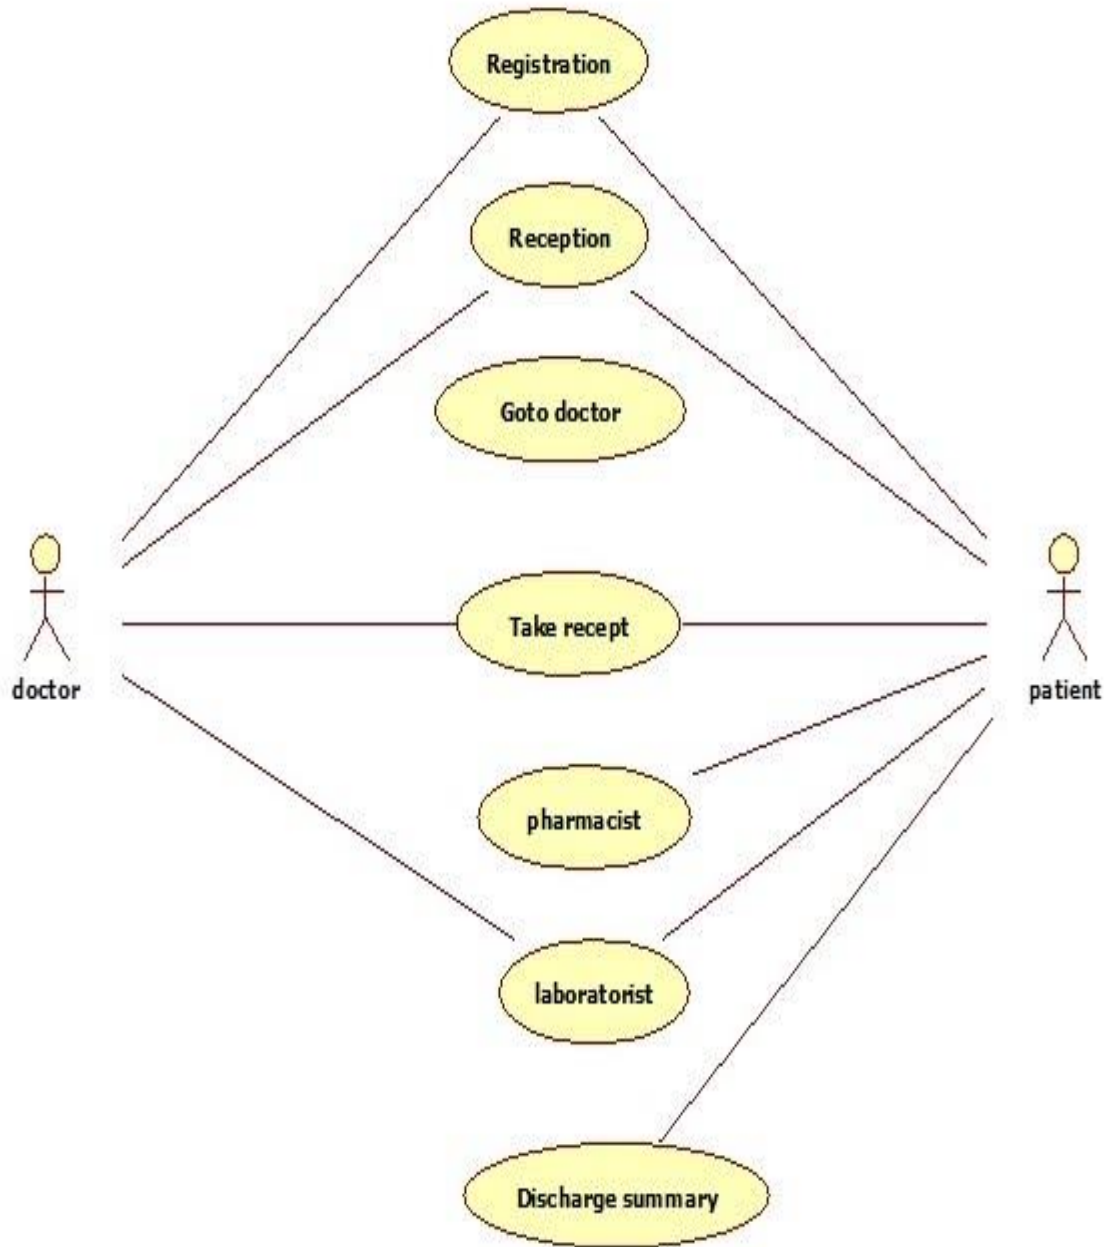 Registration
Reception
Goto doctor
Take recept
doctor
patient
pharmacist
laboratorist
Discharge summary